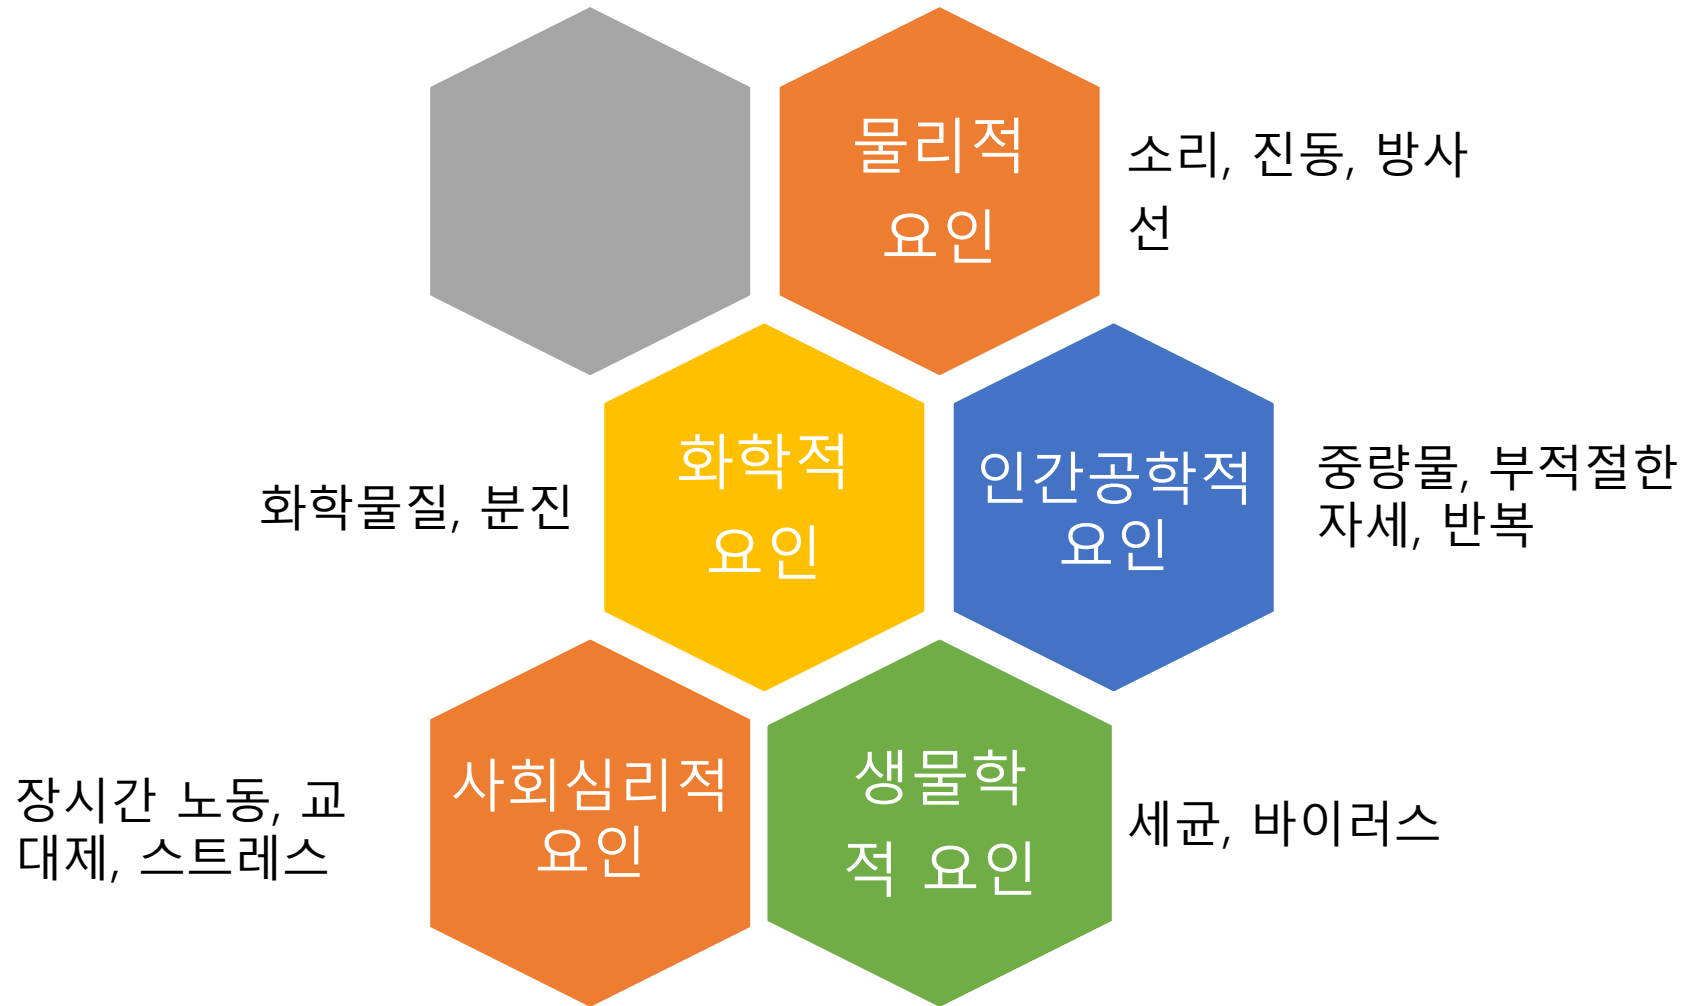 물리적
요인
소리, 진동, 방사
선
화학물질, 분진
화학적
요인
인간공학적
요인
중량물, 부적절한
자세, 반복
장시간 노동, 교
대제, 스트레스
사회심리적
요인
생물학
적 요인
세균, 바이러스